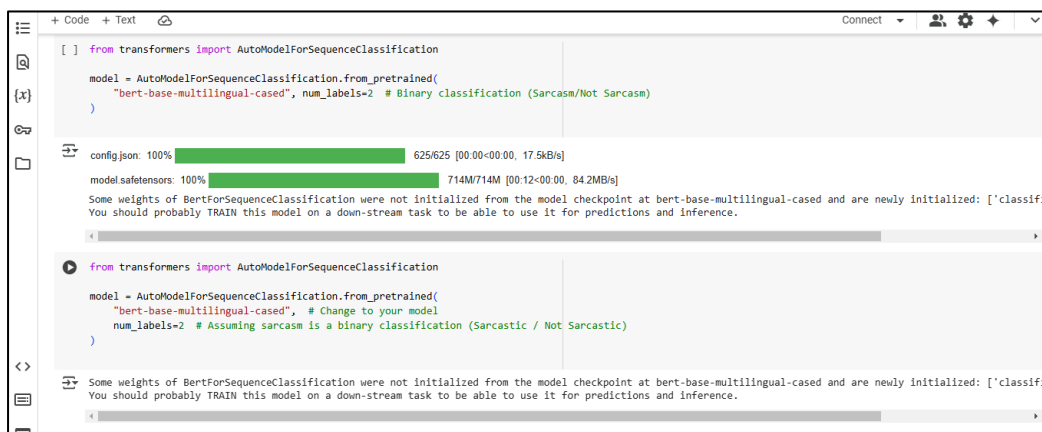 + Code + Text
Connect
[ ] from transformers import AutoModelForSequenceClassification
model = AutoModelForSequenceClassification.from_pretrained(
"bert-base-multilingual-cased", num_labels=2 # Binary classification (Sarcasm/Not Sarcasm)
)
{x}
config.json: 100% 625/625 [00:00<00:00, 17.5kB/s]
model.safetensors: 100% 714M/714M [00:12<00:00, 84.2MB/s]
Some weights of BertForSequenceClassification were not initialized from the model checkpoint at bert-base-multilingual-cased and are newly initialized: ['classif
You should probably TRAIN this model on a down-stream task to be able to use it for predictions and inference.
from transformers import AutoModelForSequenceClassification
model = AutoModelForSequenceClassification.from_pretrained(
"bert-base-multilingual-cased", # Change to your model
num_labels=2 # Assuming sarcasm is a binary classification (Sarcastic / Not Sarcastic)
)
<>
Some weights of BertForSequenceClassification were not initialized from the model checkpoint at bert-base-multilingual-cased and are newly initialized: ['classif
You should probably TRAIN this model on a down-stream task to be able to use it for predictions and inference.